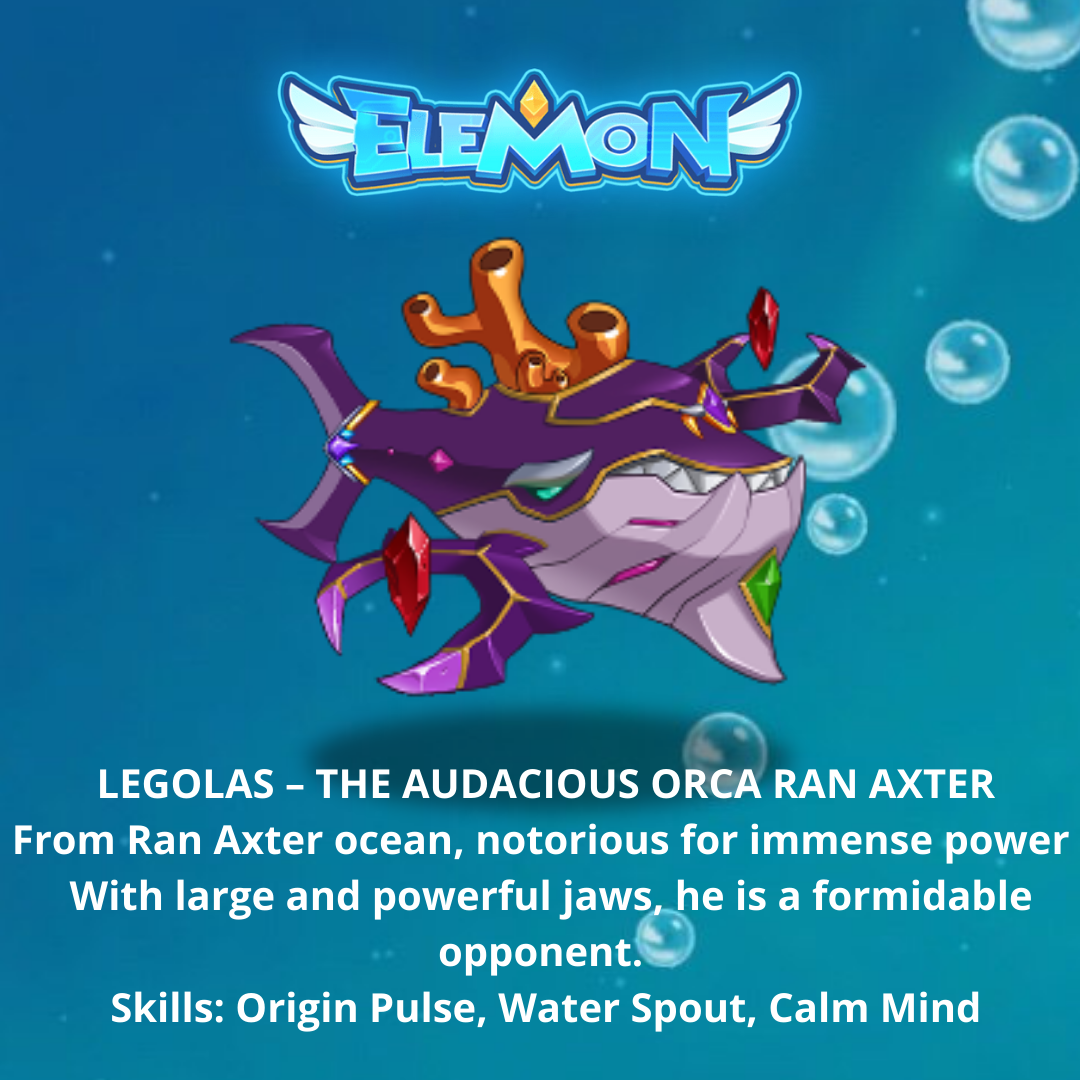 ELEMON
LEGOLAS – THE AUDACIOUS ORCA RAN AXTER
From Ran Axter ocean, notorious for immense power
With large and powerful jaws, he is a formidable
opponent.
Skills: Origin Pulse, Water Spout, Calm Mind